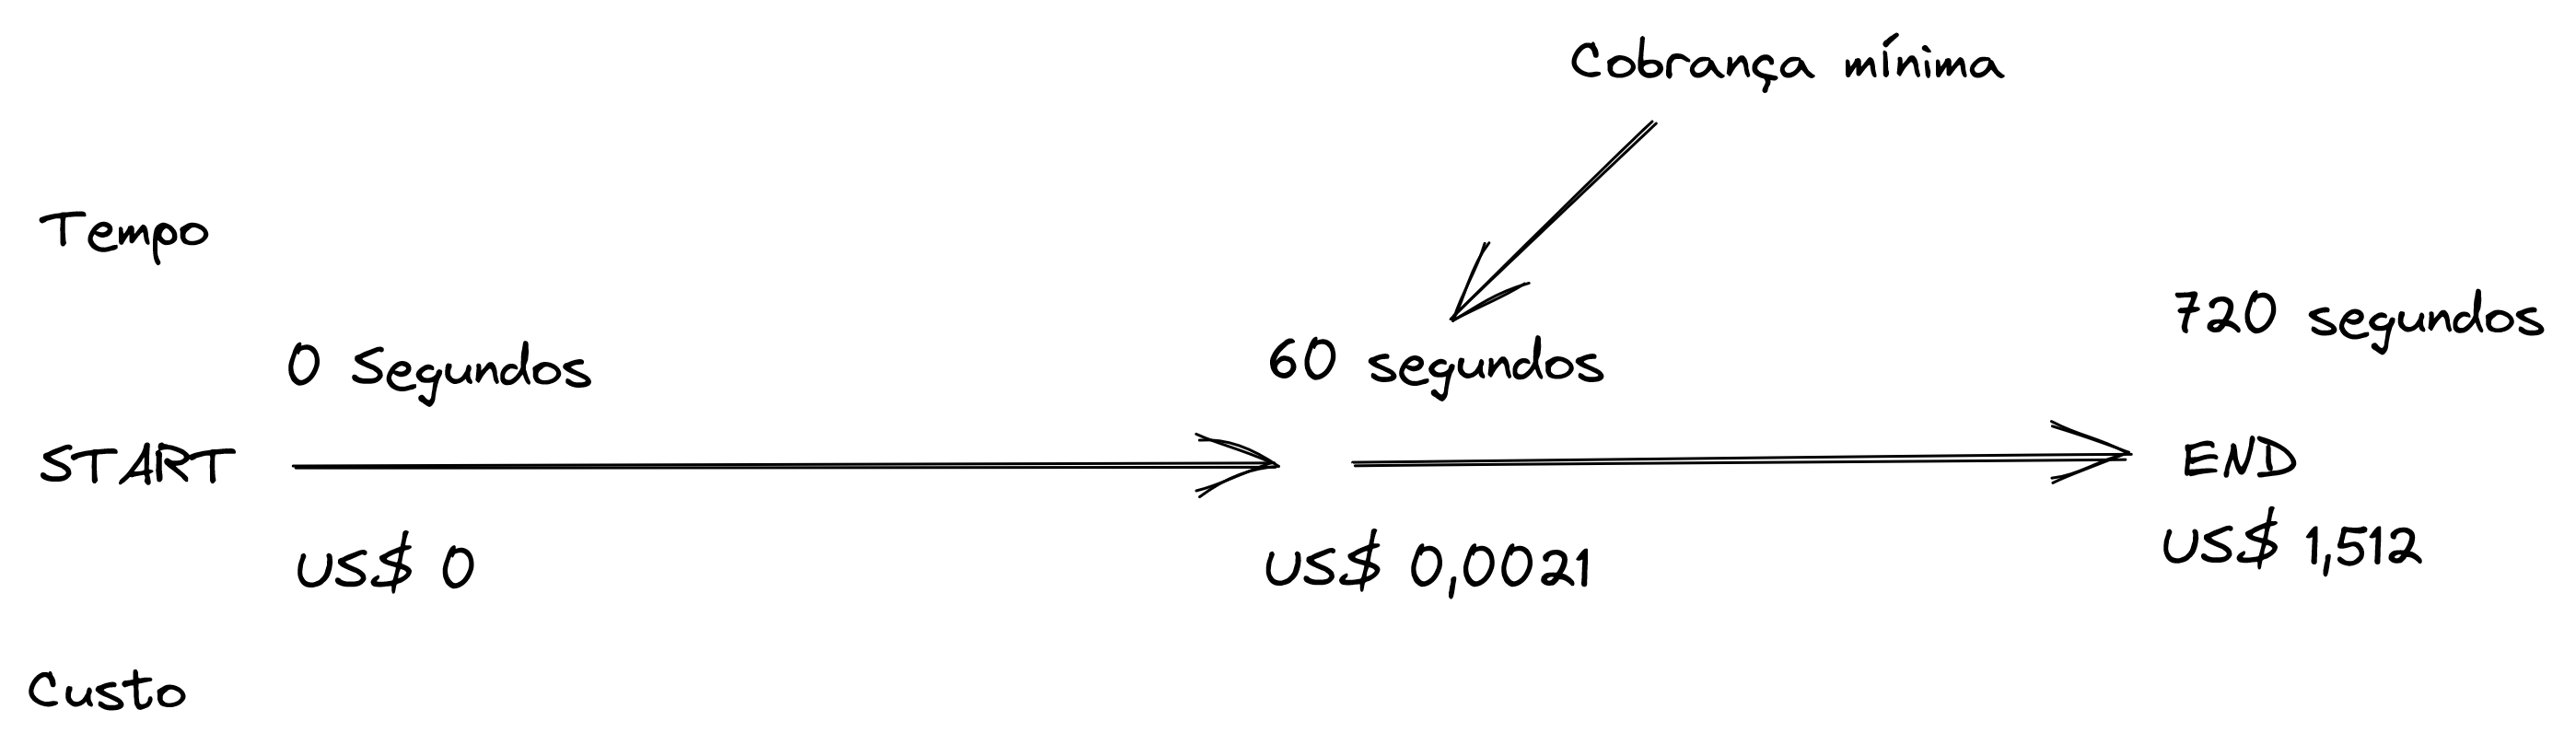 Cobrança mínima
Tempo
0 Segundos
60 segundos
720 segundos
START
END
US$ 0
US$ 0,0021
US$ 1,512
Custo